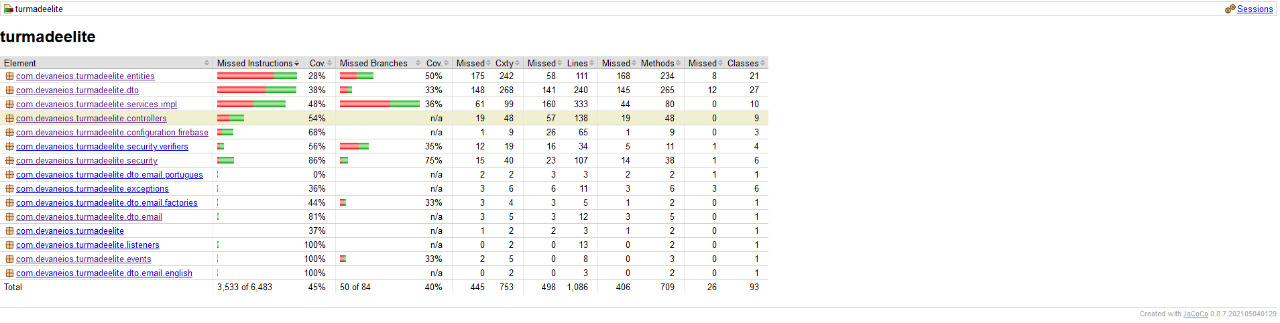 turmadeelite Sessions
turmadeelite
Element Missed Instructions Cov. Missed Branches Cov. Missed Cxty Missed Lines Missed Methods Missed Classes
com.devaneios.turmadeelite.entities 28% 50% 175 242 58 111 168 234 8 21
com.devaneios.turmadeelite.dto 38% 33% 148 268 141 240 145 265 12 27
com.devaneios.turmadeelite.services.impl 48% 36% 61 99 160 333 44 80 0 10
com.devaneios.turmadeelite.controllers 54% n/a 19 48 57 138 19 48 0 9
com.devaneios.turmadeelite.configuration.firebase 68% n/a 1 9 26 65 1 9 0 3
com.devaneios.turmadeelite.security.verifiers 56% 35% 12 19 16 34 5 11 1 4
com.devaneios.turmadeelite.security 86% 75% 15 40 23 107 14 38 1 6
com.devaneios.turmadeelite.dto.email.portugues 0% n/a 2 2 3 3 2 2 1 1
com.devaneios.turmadeelite.exceptions 36% n/a 3 6 6 11 3 6 3 6
com.devaneios.turmadeelite.dto.email.factories 44% 33% 3 4 3 5 1 2 0 1
com.devaneios.turmadeelite.dto.email 81% n/a 3 5 3 12 3 5 0 1
com.devaneios.turmadeelite 37% n/a 1 2 2 3 1 2 0 1
com.devaneios.turmadeelite.listeners 100% n/a 0 2 0 13 0 2 0 1
com.devaneios.turmadeelite.events 100% 33% 2 5 0 8 0 3 0 1
com.devaneios.turmadeelite.dto.email.english 100% n/a 0 2 0 3 0 2 0 1
Total 3,533 of 6,483 45% 50 of 84 40% 445 753 498 1,086 406 709 26 93
Created with JaCoCo 0.8.7.202105040129